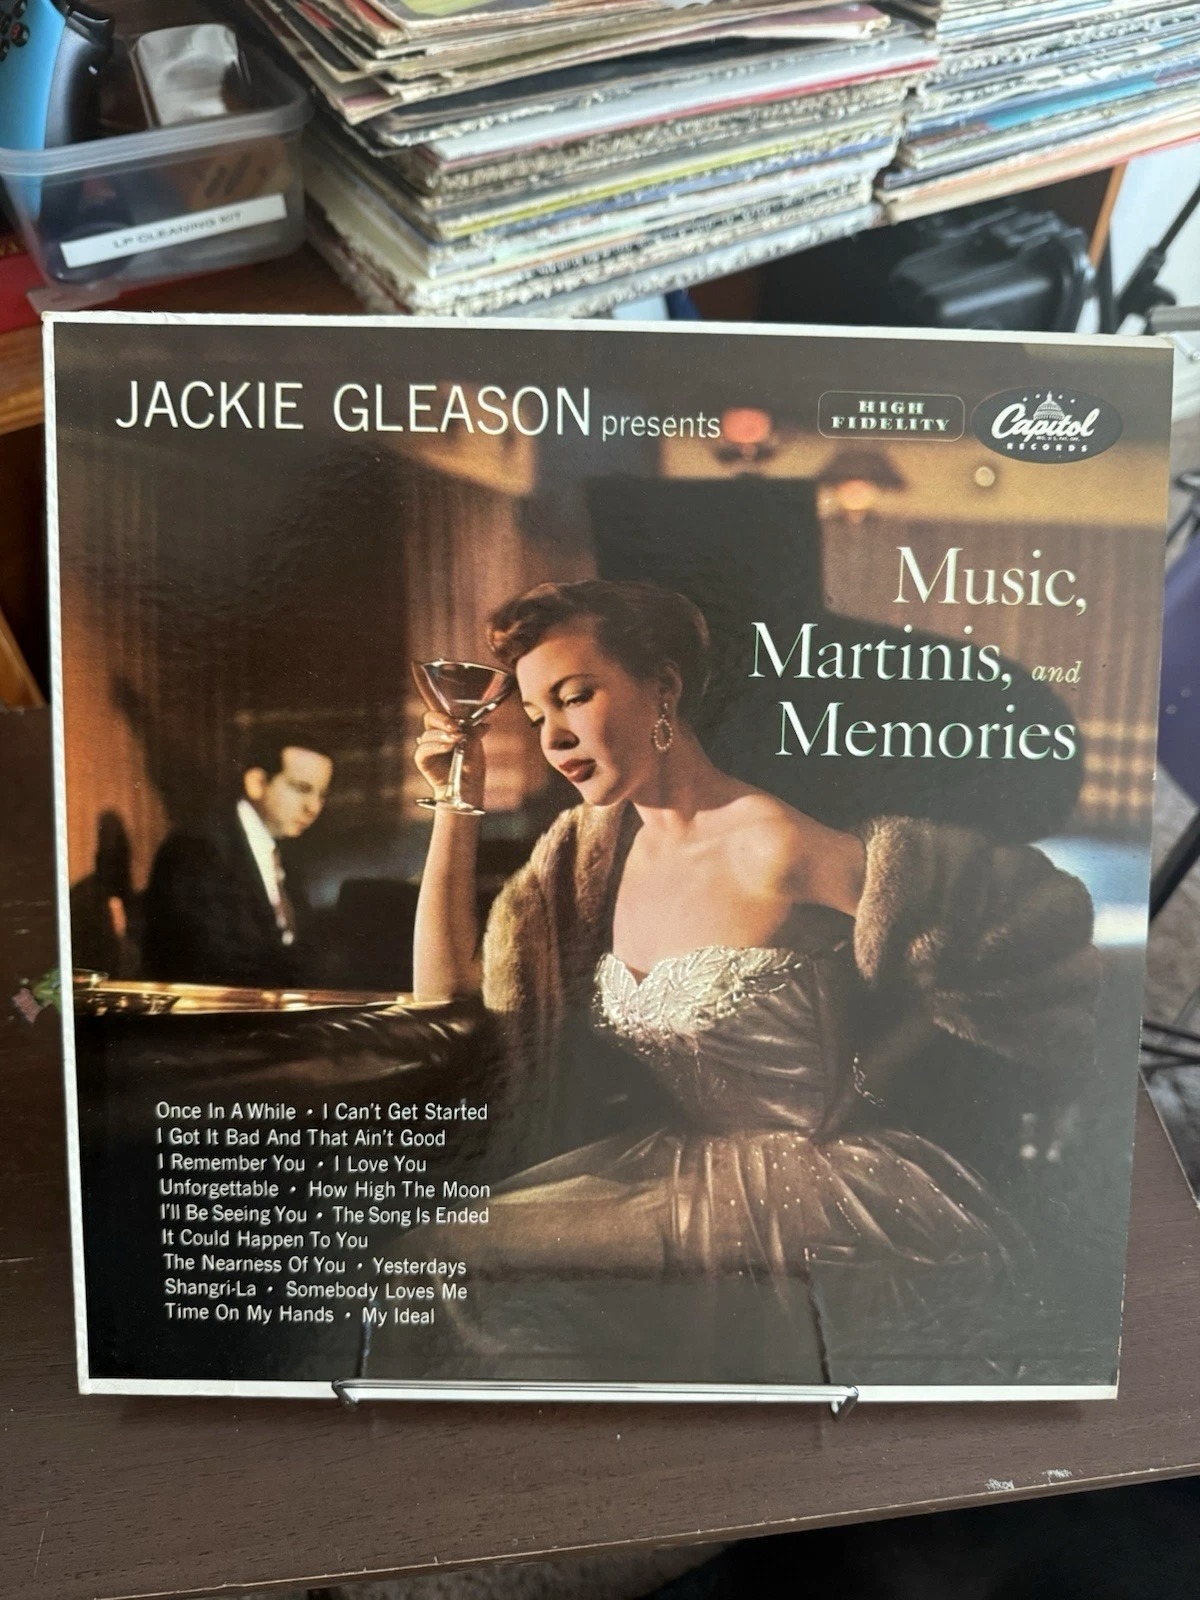 LP CLEANING KIT
JACKIE GLEASON presents
HIGH
FIDELITY
Capitol
RECORDS
Music,
Martinis, and
Memories
Once In A While · I Can't Get Started
I Got It Bad And That Ain't Good
I Remember You · I Love You
Unforgettable · How High The Moon
I'll Be Seeing You · The Song Is Ended
It Could Happen To You
The Nearness Of You · Yesterdays
Shangri-La · Somebody Loves Me
Time On My Hands · My Ideal